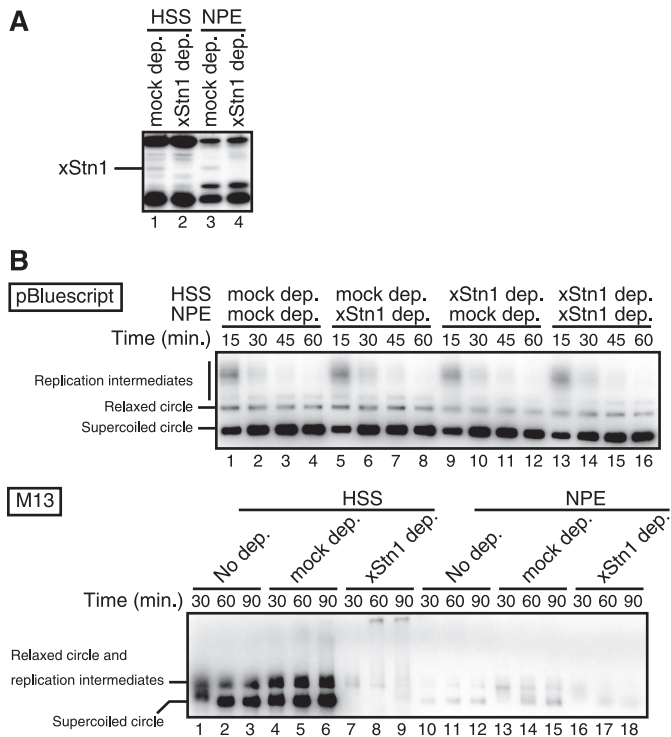 A
HSS NPE
mock dep.
xStn1 dep.
mock dep.
xStn1 dep.
xStn1
1 2 3 4
B
pBluescript
HSS mock dep. mock dep. xStn1 dep. xStn1 dep.
NPE mock dep. xStn1 dep. mock dep. xStn1 dep.
Time (min.) 15 30 45 60 15 30 45 60 15 30 45 60 15 30 45 60
Replication intermediates
Relaxed circle
Supercoiled circle
1 2 3 4 5 6 7 8 9 10 11 12 13 14 15 16
M13
HSS NPE
No dep. mock dep. xStn1 dep. No dep. mock dep. xStn1 dep.
Time (min.) 30 60 90 30 60 90 30 60 90 30 60 90 30 60 90 30 60 90
Relaxed circle and
replication intermediates
Supercoiled circle
1 2 3 4 5 6 7 8 9 10 11 12 13 14 15 16 17 18